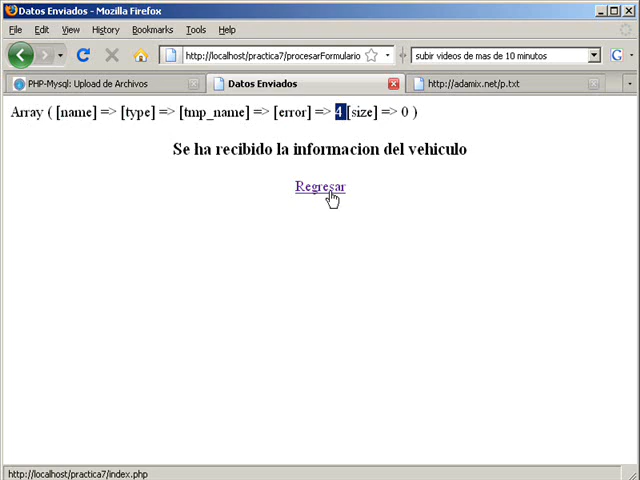 Datos Enviados - Mozilla Firefox
File Edit View History Bookmarks Tools Help
http://localhost/practica7/procesarFormulario
subir videos de mas de 10 minutos
PHP-Mysql: Upload de Archivos
Datos Enviados
http://adamix.net/p.txt
Array ( [name] => [type] => [tmp_name] => [error] => 4 [size] => 0 )
Se ha recibido la informacion del vehiculo
Regresar
http://localhost/practica7/index.php